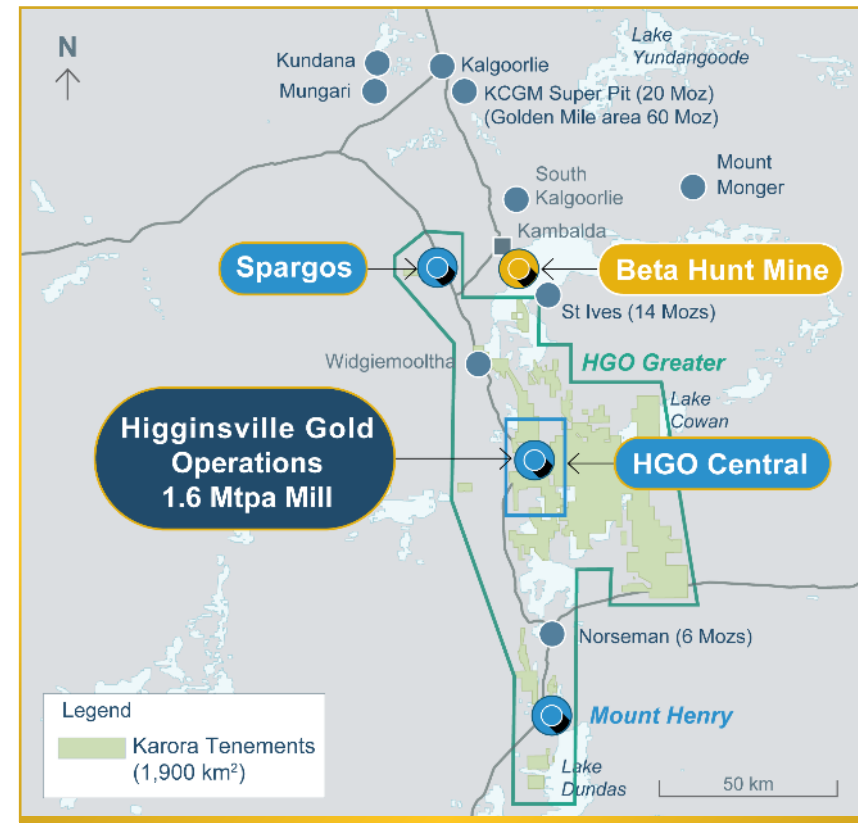 N
Lake
Yundangoode
Kundana
Kalgoorlie
Mungari
KCGM Super Pit (20 Moz)
(Golden Mile area 60 Moz)
Mount
Monger
South
Kalgoorlie
Kambalda
Spargos
Beta Hunt Mine
St Ives (14 Mozs)
Widgiemooltha
HGO Greater
Lake
Cowan
Higginsville Gold
Operations
1.6 Mtpa Mill
HGO Central
Norseman (6 Mozs)
Mount Henry
Legend
Karora Tenements
(1,900 km²)
Lake
Dundas
50 km